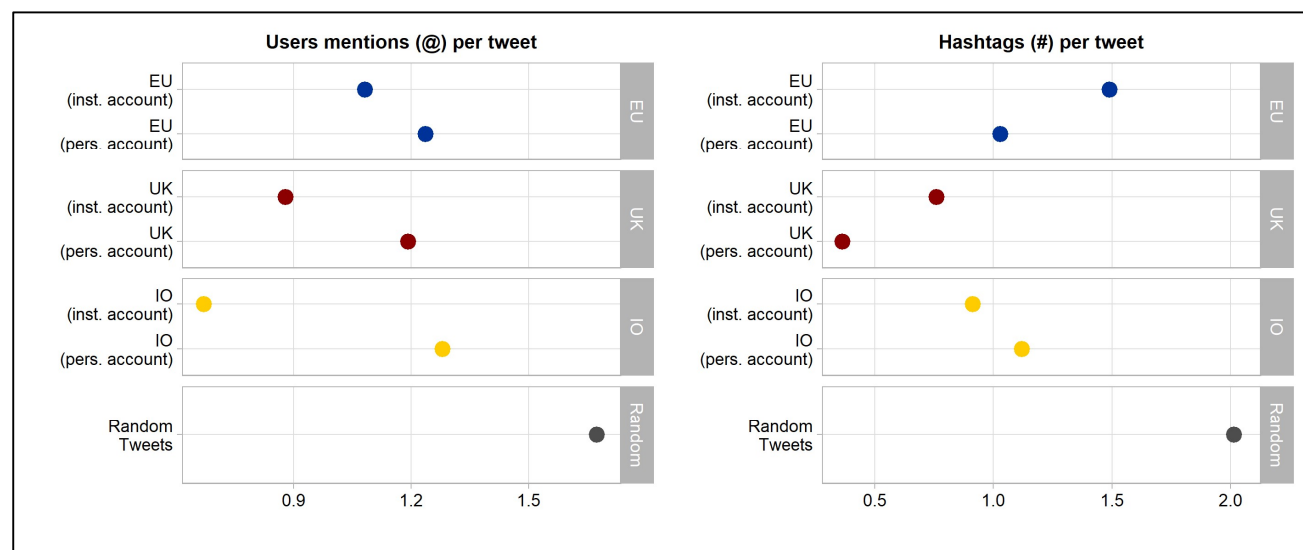 Users mentions (@) per tweet
EU
(inst. account)
EU
(pers. account)
EU
UK
(inst. account)
UK
(pers. account)
UK
IO
(inst. account)
IO
(pers. account)
IO
Random
Tweets
Random
0.9
1.2
1.5
Hashtags (#) per tweet
EU
(inst. account)
EU
(pers. account)
EU
UK
(inst. account)
UK
(pers. account)
UK
IO
(inst. account)
IO
(pers. account)
IO
Random
Tweets
Random
0.5
1.0
1.5
2.0